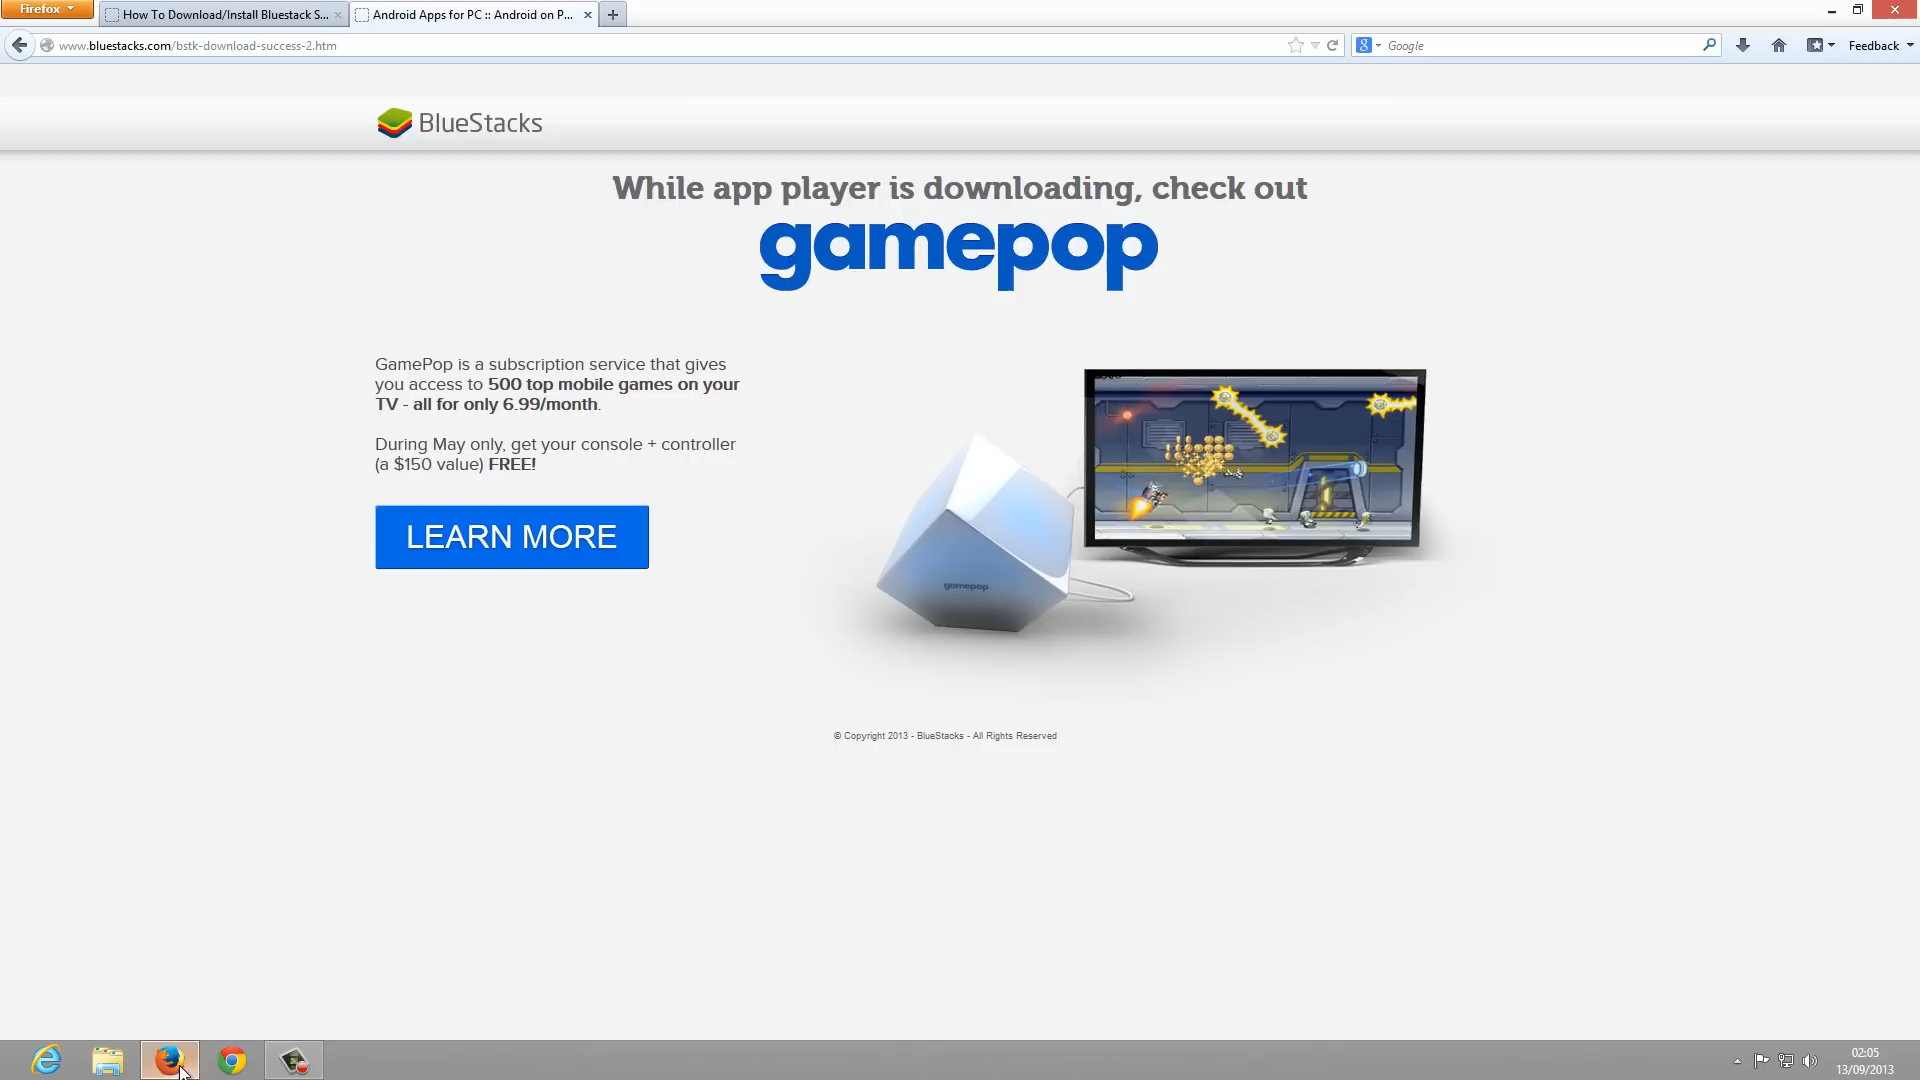 Firefox
How To Download/Install Bluestack S...
Android Apps for PC :: Android on P...
www.bluestacks.com/bstk-download-success-2.htm
Google
Feedback
BlueStacks
While app player is downloading, check out
gamepop
GamePop is a subscription service that gives
you access to 500 top mobile games on your
TV - all for only 6.99/month.
During May only, get your console + controller
(a $150 value) FREE!
LEARN MORE
gamepop
© Copyright 2013 - BlueStacks - All Rights Reserved
02:05
13/09/2013